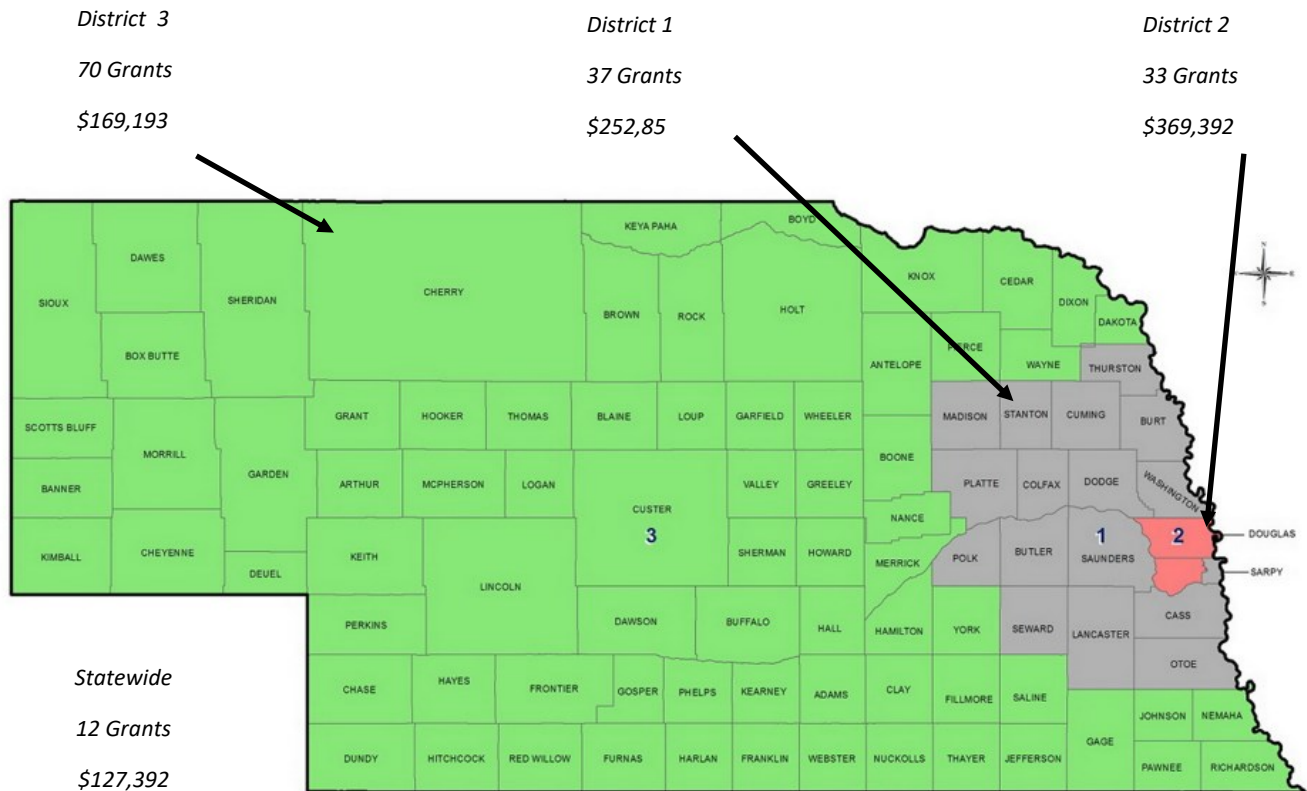 District 3
70 Grants
$169,193
District 1
37 Grants
$252,85
District 2
33 Grants
$369,392
N
E
S
KEYA PAHA
BOYD
DAWES
KNOX
CEDAR
SIOUX
SHERIDAN
CHERRY
DIXON
BROWN
ROCK
HOLT
DAKOTA
BOX BUTTE
ANTELOPE
PIERCE
WAYNE
THURSTON
SCOTTS BLUFF
GRANT
HOOKER
THOMAS
BLAINE
LOUP
GARFIELD
WHEELER
MADISON
STANTON
CUMING
BURT
MORRILL
GARDEN
BOONE
BANNER
ARTHUR
MCPHERSON
LOGAN
CUSTER
VALLEY
GREELEY
PLATTE
COLFAX
DODGE
WASHINGTON
NANCE
3
1
2
DOUGLAS
KIMBALL
CHEYENNE
KEITH
SHERMAN
HOWARD
MERRICK
POLK
BUTLER
SAUNDERS
SARPY
DEUEL
LINCOLN
PERKINS
DAWSON
BUFFALO
HALL
HAMILTON
YORK
SEWARD
LANCASTER
CASS
OTOE
Statewide
12 Grants
$127,392
CHASE
HAYES
FRONTIER
GOSPER
PHELPS
KEARNEY
ADAMS
CLAY
FILLMORE
SALINE
JOHNSON
NEMAHA
GAGE
DUNDY
HITCHCOCK
RED WILLOW
FURNAS
HARLAN
FRANKLIN
WEBSTER
NUCKOLLS
THAYER
JEFFERSON
PAWNEE
RICHARDSON